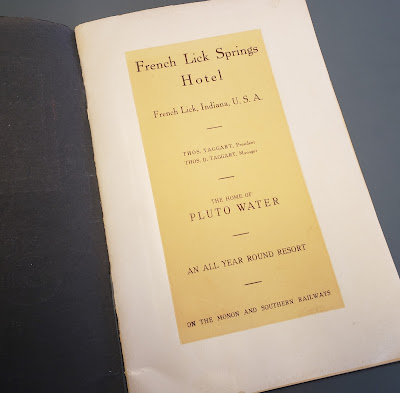 French Lick Springs
Hotel
French Lick, Indiana, U. S. A.
THOS. TAGGART, President
THOS. D. TAGGART, Manager
THE HOME OF
PLUTO WATER
AN ALL YEAR ROUND RESORT
ON THE MONON AND SOUTHERN RAILWAYS